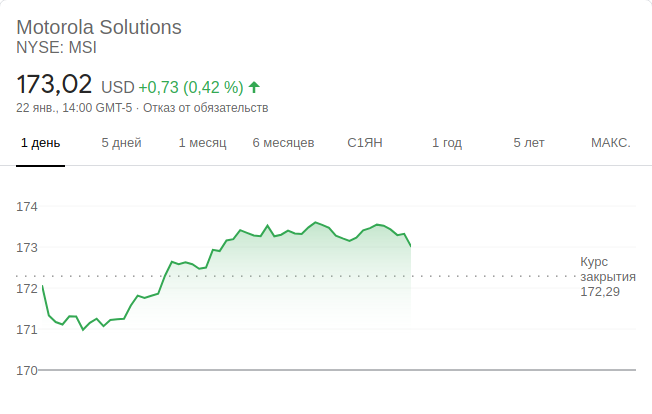 Motorola Solutions
NYSE: MSI
173,02 USD +0,73 (0,42 %)
22 янв., 14:00 GMT-5 · Отказ от обязательств
1 день 5 дней 1 месяц 6 месяцев С1ЯН 1 год 5 лет МАКС.
174
173
Курс
закрытия
172
172,29
171
170